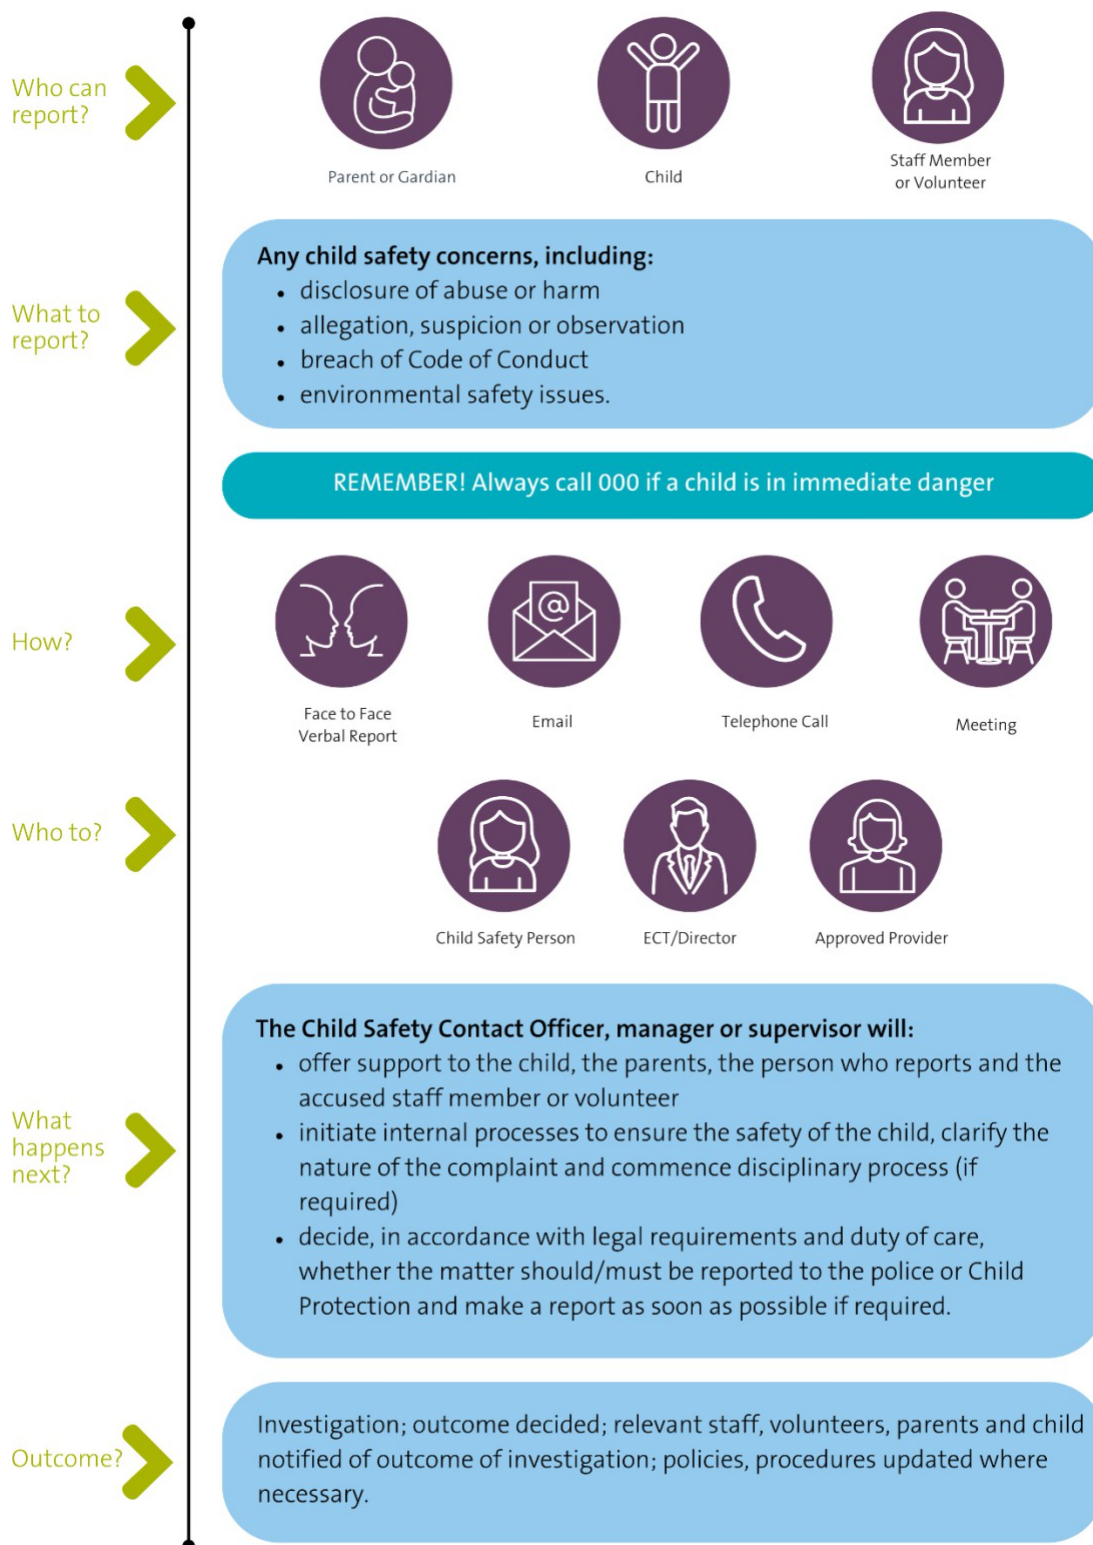 Who can
report?
Parent or Gardian
Child
Staff Member
or Volunteer
What to
report?
Any child safety concerns, including:
• disclosure of abuse or harm
• allegation, suspicion or observation
• breach of Code of Conduct
• environmental safety issues.
REMEMBER! Always call 000 if a child is in immediate danger
How?
@
Face to Face
Verbal Report
Email
Telephone Call
Meeting
Who to?
Child Safety Person
ECT/Director
Approved Provider
What
happens
next?
The Child Safety Contact Officer, manager or supervisor will:
• offer support to the child, the parents, the person who reports and the
accused staff member or volunteer
• initiate internal processes to ensure the safety of the child, clarify the
nature of the complaint and commence disciplinary process (if
required)
• decide, in accordance with legal requirements and duty of care,
whether the matter should/must be reported to the police or Child
Protection and make a report as soon as possible if required.
Outcome?
Investigation; outcome decided; relevant staff, volunteers, parents and child
notified of outcome of investigation; policies, procedures updated where
necessary.